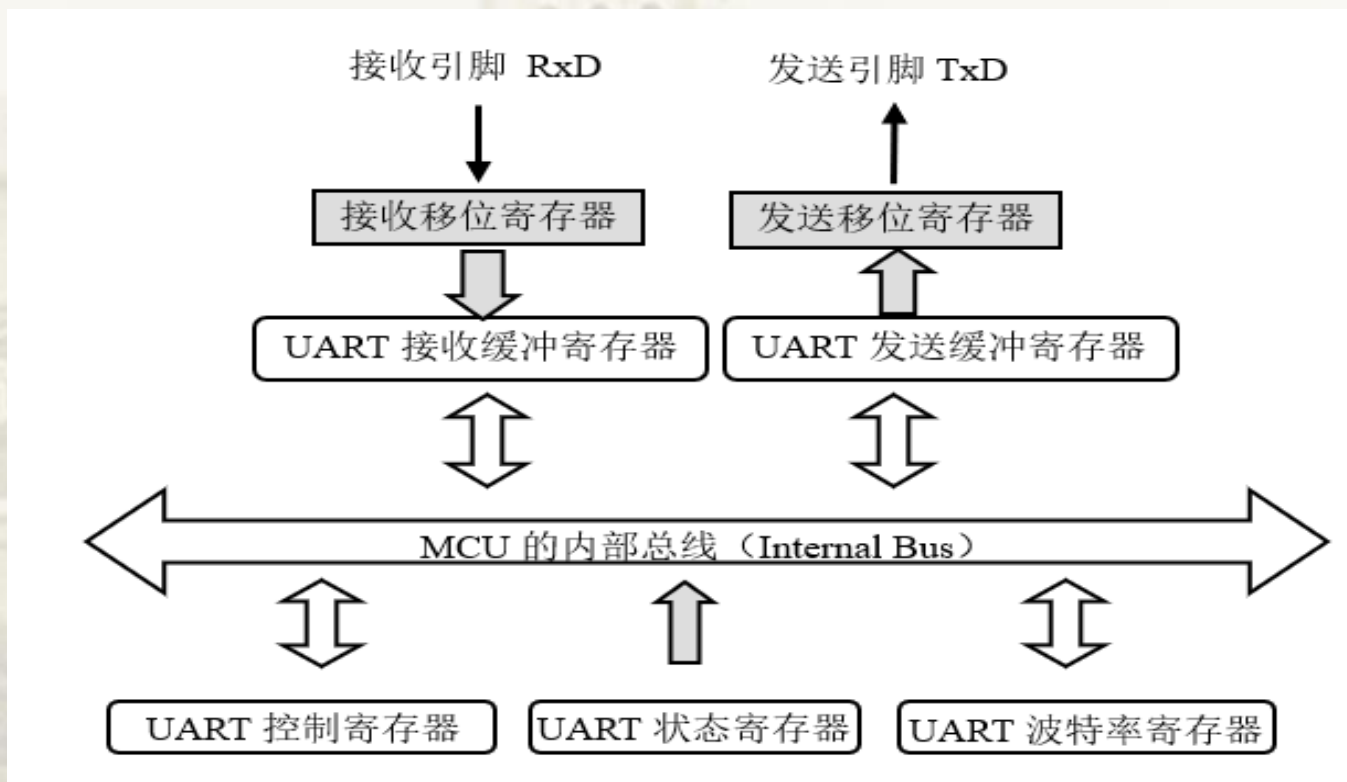 接收引脚 RxD
发送引脚 TxD
接收移位寄存器
发送移位寄存器
UART 接收缓冲寄存器
UART 发送缓冲寄存器
MCU 的内部总线（Internal Bus）
UART 控制寄存器
UART 状态寄存器
UART 波特率寄存器